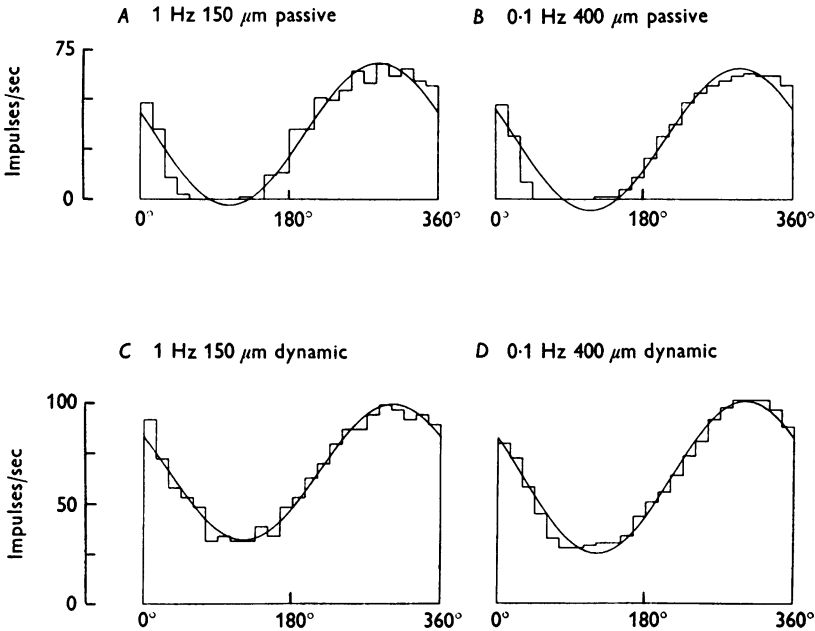 A 1 Hz 150 μm passive
B 0·1 Hz 400 μm passive
75
Impulses/sec
0
0° 180° 360°
0° 180° 360°
C 1 Hz 150 μm dynamic
D 0·1 Hz 400 μm dynamic
100
Impulses/sec
50
0
0° 180° 360°
0° 180° 360°